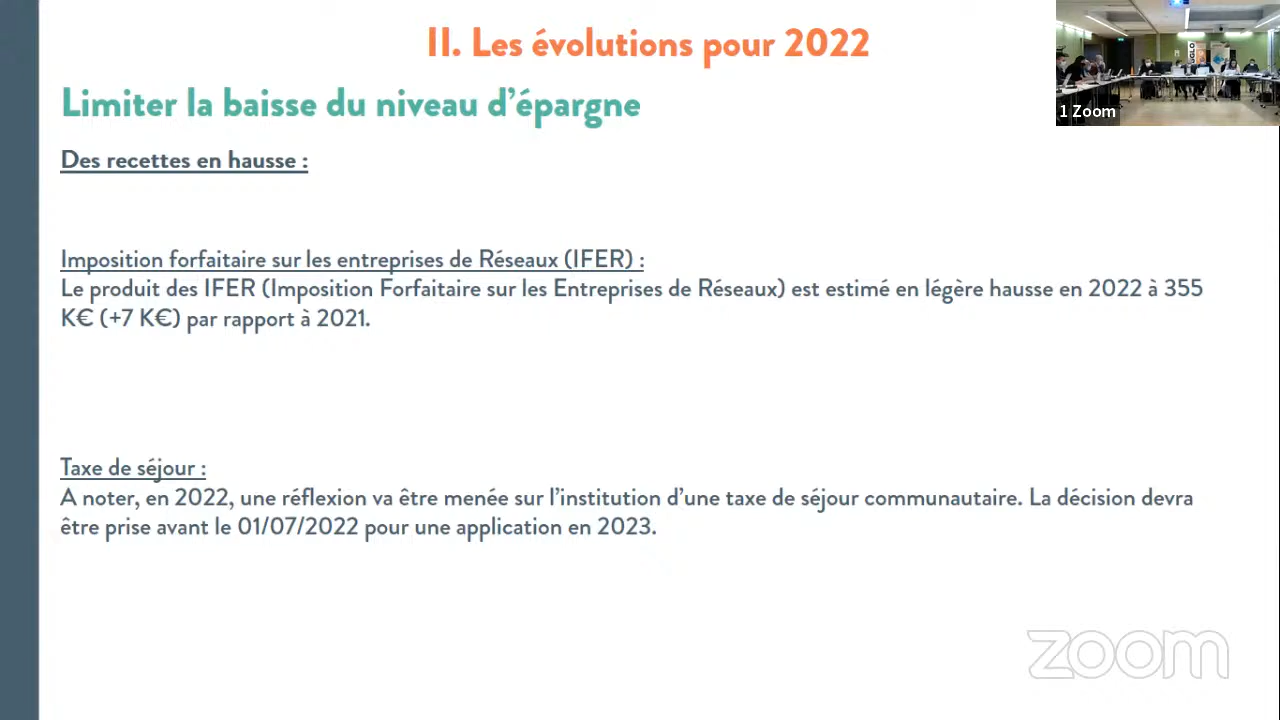 II. Les évolutions pour 2022
Limiter la baisse du niveau d'épargne
1 Zoom
Des recettes en hausse :
Imposition forfaitaire sur les entreprises de Réseaux (IFER) :
Le produit des IFER (Imposition Forfaitaire sur les Entreprises de Réseaux) est estimé en légère hausse en 2022 à 355
K€ (+7 K€) par rapport à 2021.
Taxe de séjour :
A noter, en 2022, une réflexion va être menée sur l'institution d'une taxe de séjour communautaire. La décision devra
être prise avant le 01/07/2022 pour une application en 2023.
zoom